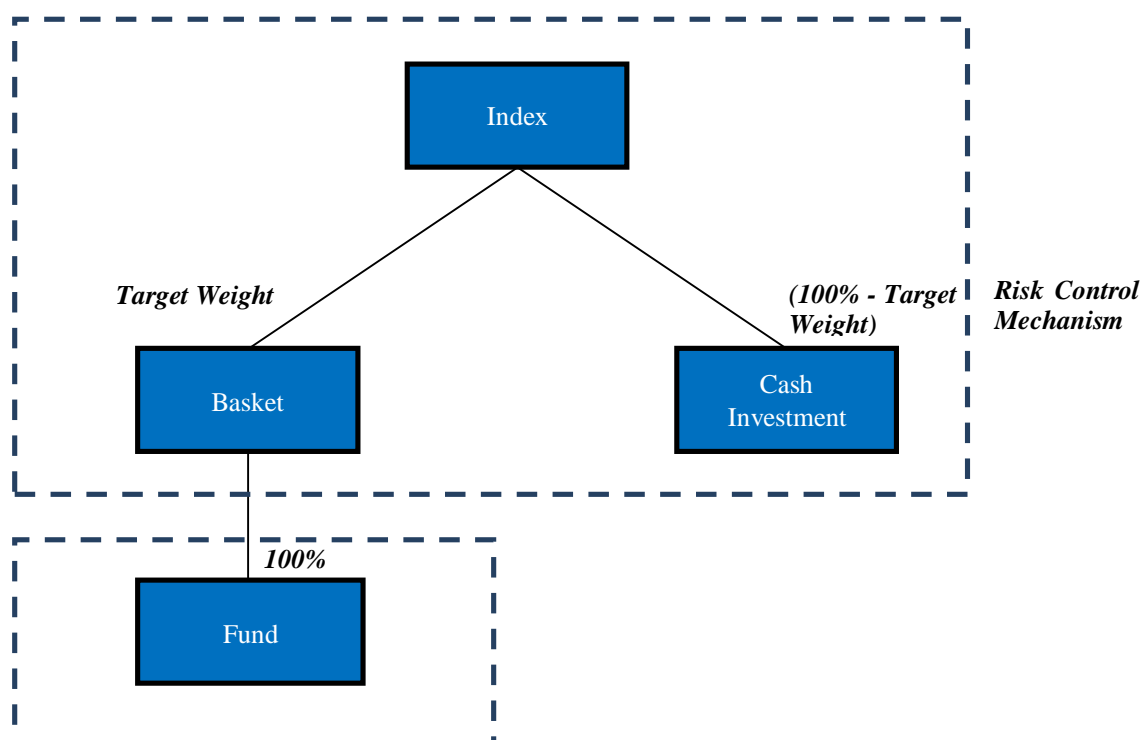 Index
Target Weight
(100% - Target
Weight)
Risk Control
Mechanism
Basket
Cash
Investment
100%
Fund